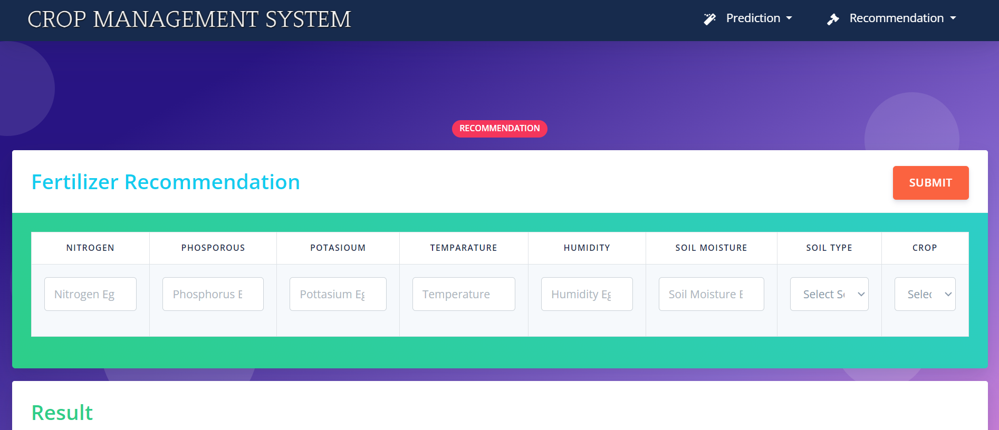 CROP MANAGEMENT SYSTEM Prediction Recommendation
RECOMMENDATION
Fertilizer Recommendation SUBMIT
NITROGEN PHOSPOROUS POTASIOUM TEMPARATURE HUMIDITY SOIL MOISTURE SOIL TYPE CROP
Nitrogen Eg Phosphorus E Pottasium Eg Temperature Humidity Eg Soil Moisture E Select So Selec
Result